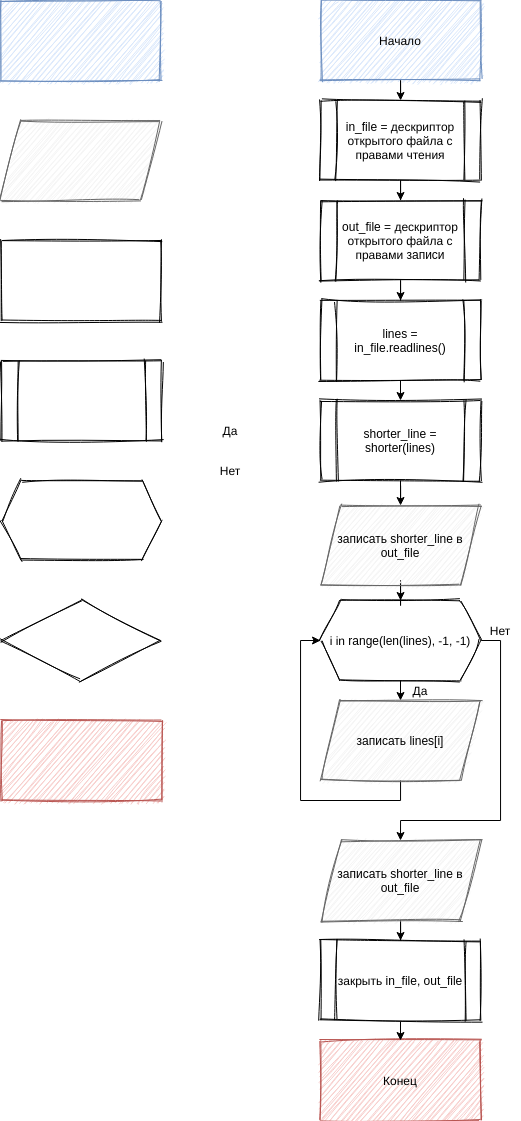 Начало
in_file = дескриптор
открытого файла с
правами чтения
out_file = дескриптор
открытого файла с
правами записи
lines =
in_file.readlines()
shorter_line =
shorter(lines)
Да
Нет
записать shorter_line в
out_file
i in range(len(lines), -1, -1)
Нет
Да
записать lines[i]
записать shorter_line в
out_file
закрыть in_file, out_file
Конец